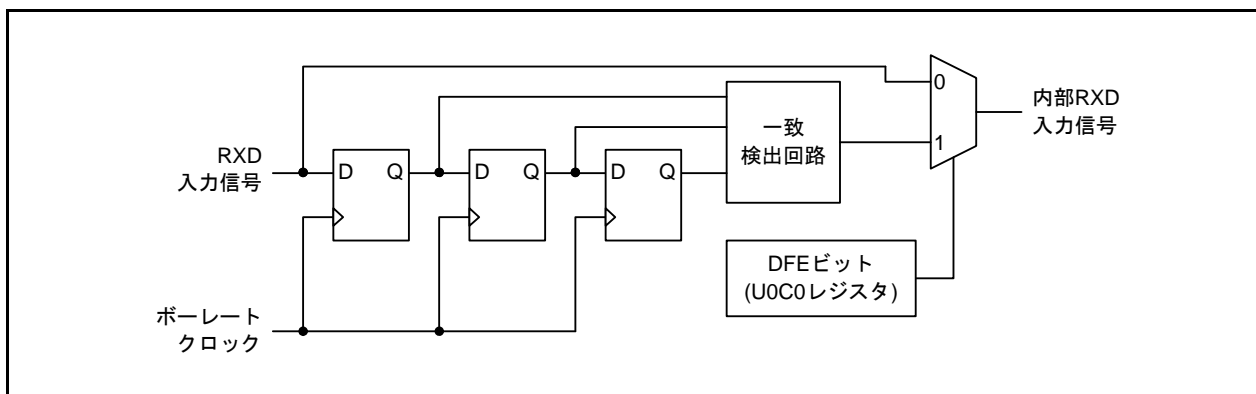 RXD
入力信号
ボーレート
クロック
D Q
D Q
D Q
一致
検出回路
DFEビット
(U0C0レジスタ)
0
1
内部RXD
入力信号